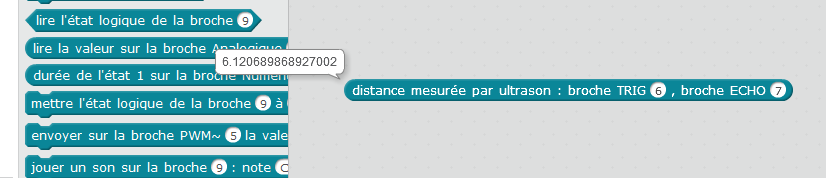 lire l'état logique de la broche 9
lire la valeur sur la broche Analogique
6.120689868927002
durée de l'état 1 sur la broche Numéri
distance mesurée par ultrason : broche TRIG 6 , broche ECHO 7
mettre l'état logique de la broche 9 à
envoyer sur la broche PWM~ 5 la vale
jouer un son sur la broche 9 : note C